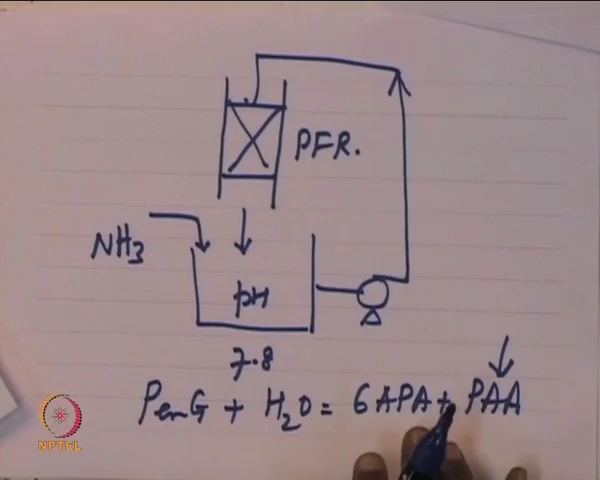 PFR.
NH3
pH
7.8
PenG + H2O = 6APA + PAA
NPTEL